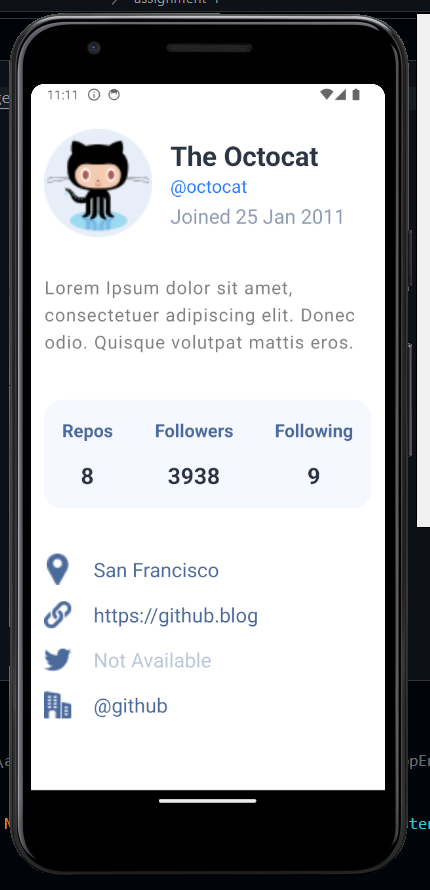 assignment
11:11
The Octocat
@octocat
Joined 25 Jan 2011
Lorem Ipsum dolor sit amet,
consectetuer adipiscing elit. Donec
odio. Quisque volutpat mattis eros.
Repos Followers Following
8 3938 9
San Francisco
https://github.blog
Not Available
@github